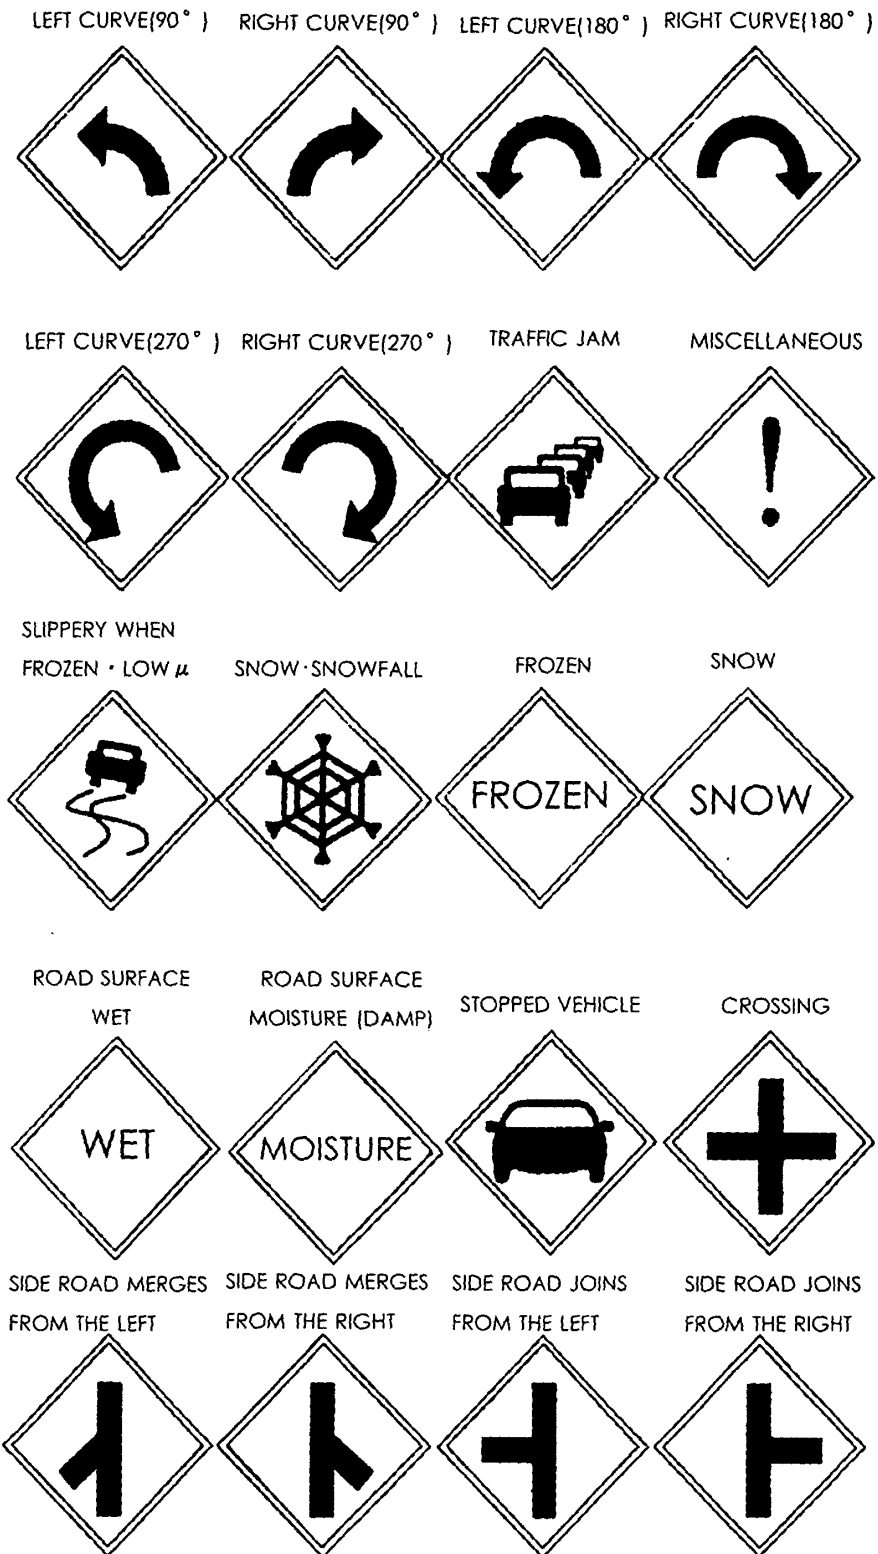 LEFT CURVE(90° )
RIGHT CURVE(90° )
LEFT CURVE(180° )
RIGHT CURVE(180° )
LEFT CURVE(270° )
RIGHT CURVE(270° )
TRAFFIC JAM
MISCELLANEOUS
!
SLIPPERY WHEN
FROZEN・LOW μ
SNOW・SNOWFALL
FROZEN
SNOW
FROZEN
SNOW
ROAD SURFACE
WET
ROAD SURFACE
MOISTURE (DAMP)
STOPPED VEHICLE
CROSSING
WET
MOISTURE
SIDE ROAD MERGES
FROM THE LEFT
SIDE ROAD MERGES
FROM THE RIGHT
SIDE ROAD JOINS
FROM THE LEFT
SIDE ROAD JOINS
FROM THE RIGHT